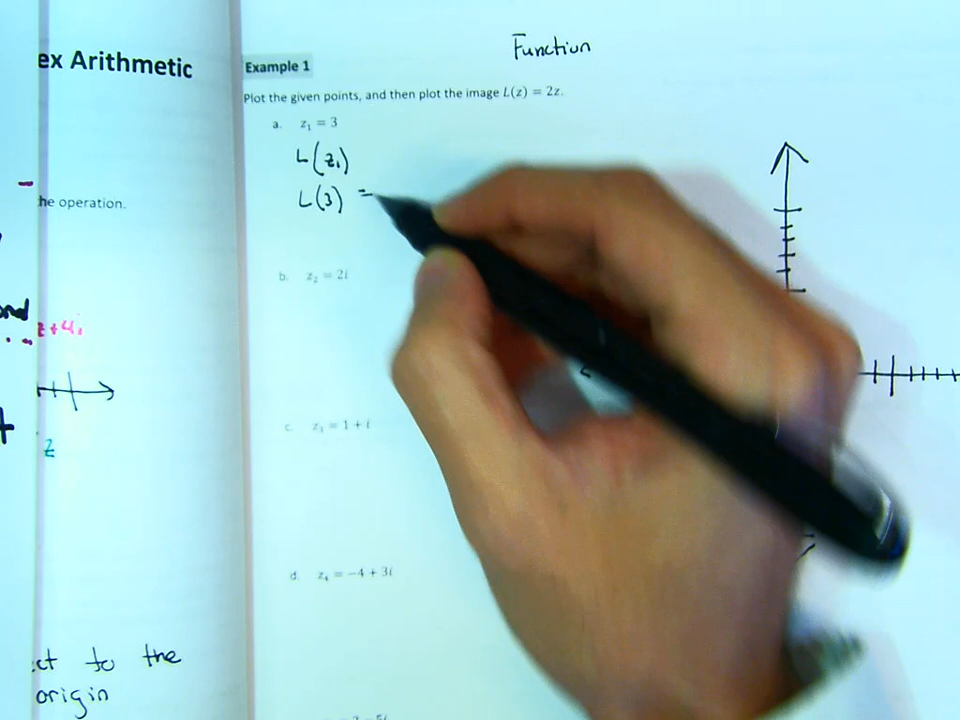 ex Arithmetic
he operation.
z+4i
z
ct to the
origin
Function
Example 1
Plot the given points, and then plot the image L(z) = 2z.
a. z₁ = 3
L(z₁)
L(3) =
b. z₂ = 2i
c. z₃ = 1 + i
d. z₄ = −4 + 3i